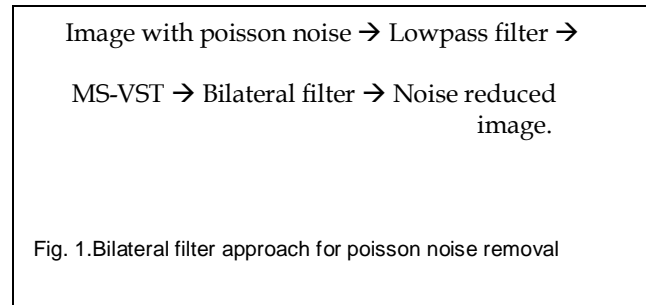 Image with poisson noise → Lowpass filter →
MS-VST → Bilateral filter → Noise reduced
image.
Fig. 1.Bilateral filter approach for poisson noise removal